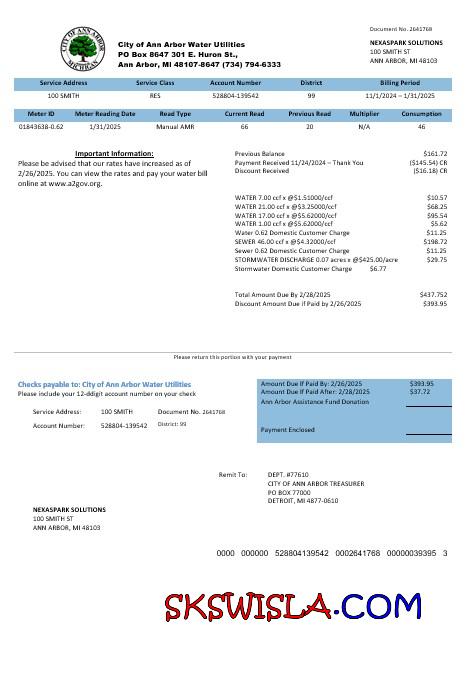 Document No. 2641768
CITY OF ANN ARBOR
MICHIGAN
City of Ann Arbor Water Utilities
PO Box 8647 301 E. Huron St.,
Ann Arbor, MI 48107-8647 (734) 794-6333
NEXASPARK SOLUTIONS
100 SMITH ST
ANN ARBOR, MI 48103
Service Address Service Class Account Number District Billing Period
100 SMITH RES 528804-139542 99 11/1/2024 – 1/31/2025
Meter ID Meter Reading Date Read Type Current Read Previous Read Multiplier Consumption
01843638-0.62 1/31/2025 Manual AMR 66 20 N/A 46
Important Information:
Please be advised that our rates have increased as of
2/26/2025. You can view the rates and pay your water bill
online at www.a2gov.org.
Previous Balance $161.72
Payment Received 11/24/2024 – Thank You ($145.54) CR
Discount Received ($16.18) CR
WATER 7.00 ccf x @$1.51000/ccf $10.57
WATER 21.00 ccf x @$3.25000/ccf $68.25
WATER 17.00 ccf x @$5.62000/ccf $95.54
WATER 1.00 ccf x @$5.62000/ccf $5.62
Water 0.62 Domestic Customer Charge $11.25
SEWER 46.00 ccf x @$4.32000/ccf $198.72
Sewer 0.62 Domestic Customer Charge $11.25
STORMWATER DISCHARGE 0.07 acres x @$425.00/acre $29.75
Stormwater Domestic Customer Charge $6.77
Total Amount Due By 2/28/2025 $437.752
Discount Amount Due if Paid by 2/26/2025 $393.95
Please return this portion with your payment
Checks payable to: City of Ann Arbor Water Utilities
Please include your 12-ddigit account number on your check
Service Address: 100 SMITH Document No. 2641768
Account Number: 528804-139542 District: 99
Amount Due If Paid By: 2/26/2025 $393.95
Amount Due If Paid After: 2/28/2025 $37.72
Ann Arbor Assistance Fund Donation
Payment Enclosed
Remit To: DEPT. #77610
CITY OF ANN ARBOR TREASURER
PO BOX 77000
DETROIT, MI 4877-0610
NEXASPARK SOLUTIONS
100 SMITH ST
ANN ARBOR, MI 48103
0000 000000 528804139542 0002641768 00000039395 3
SKSWISLA.COM